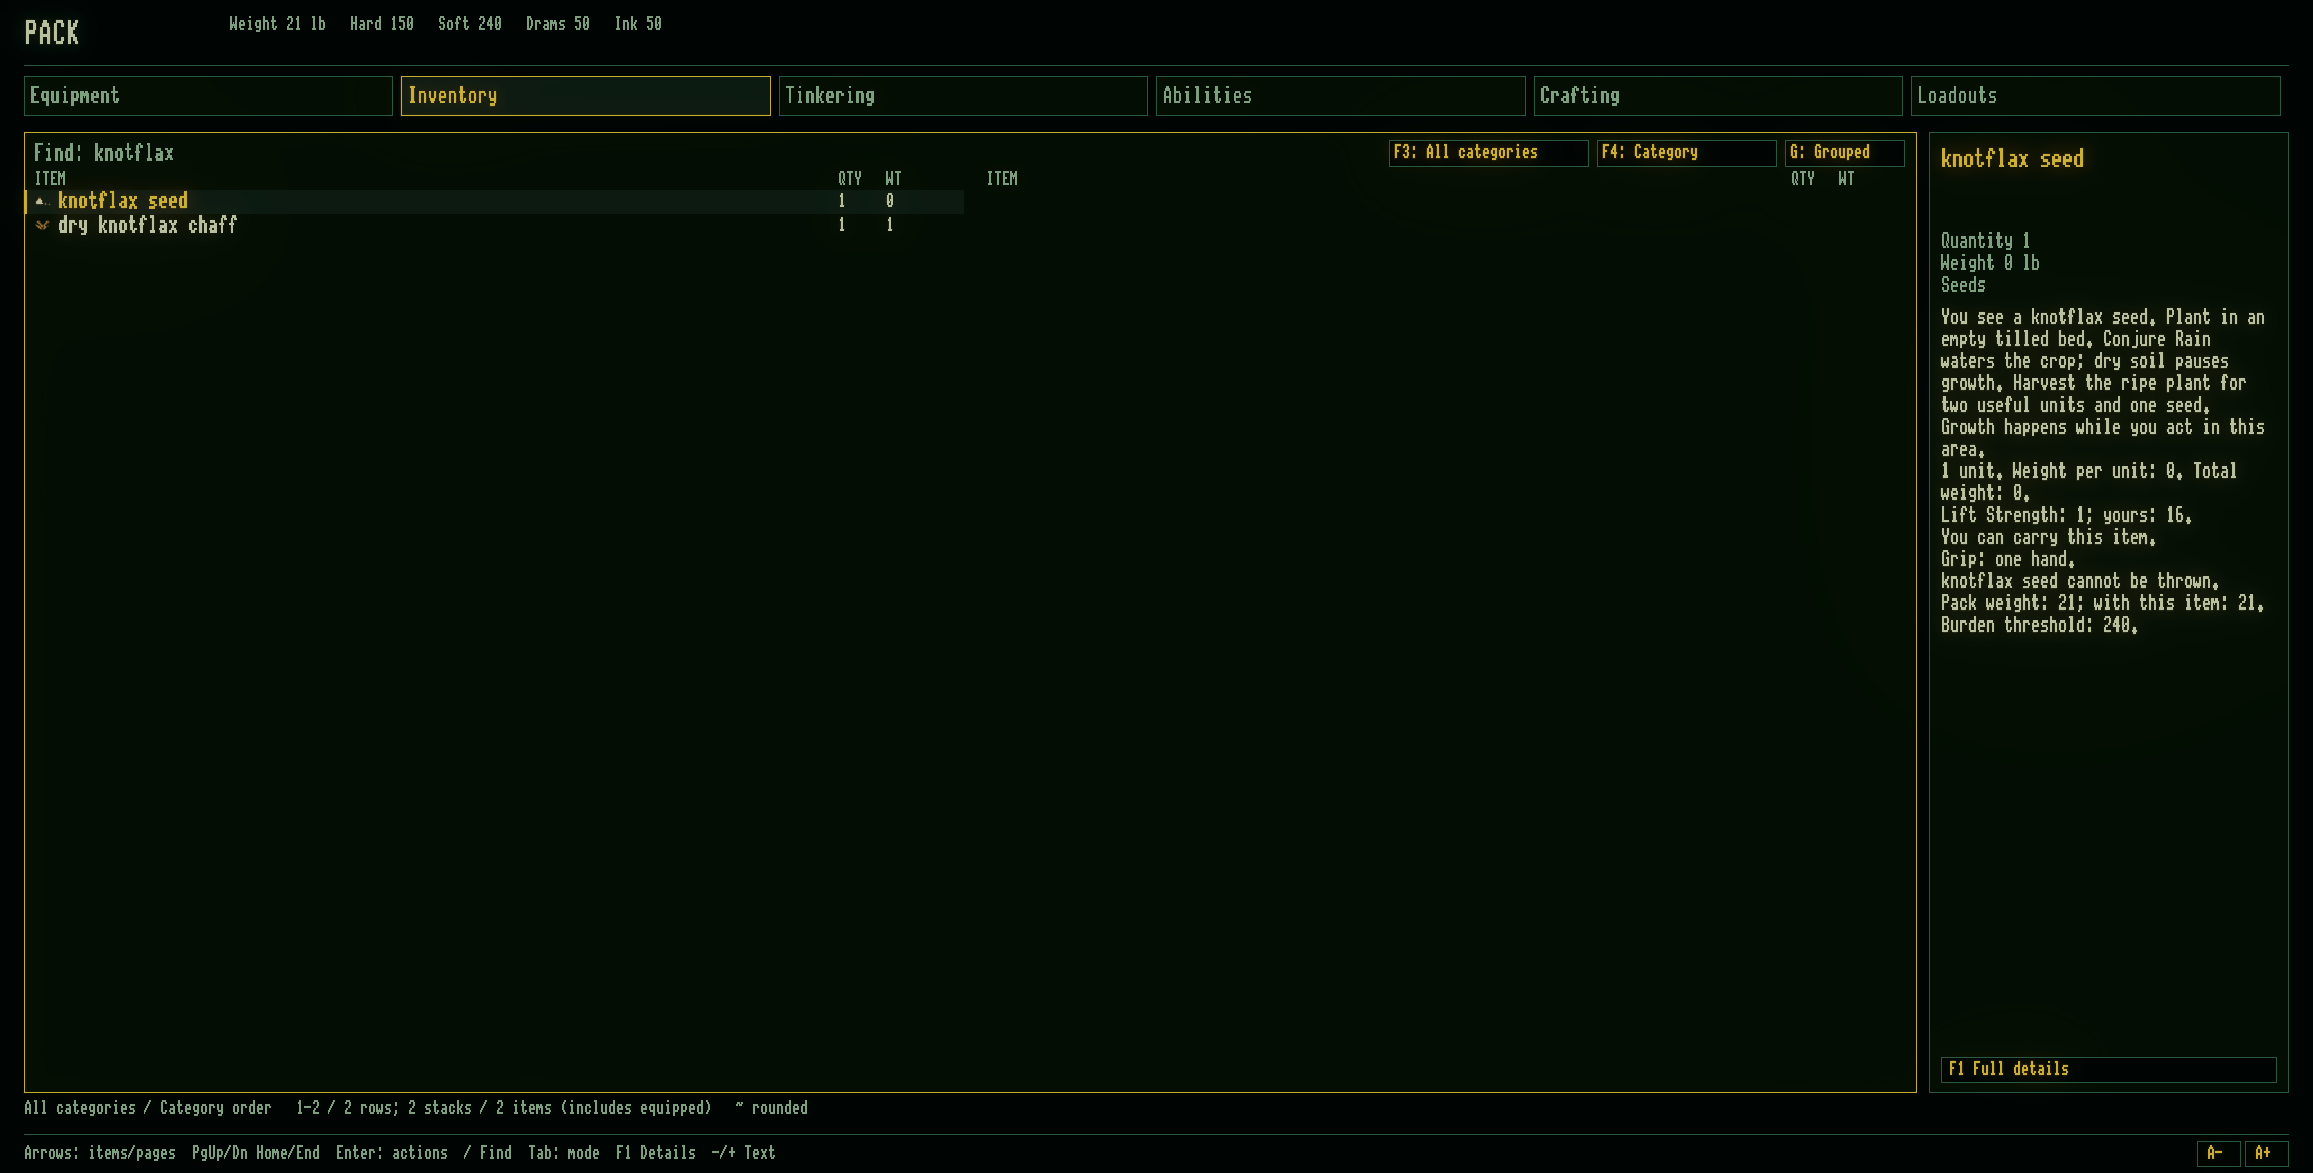 PACK
Weight 21 lb Hard 150 Soft 240 Drams 50 Ink 50
Equipment
Inventory
Tinkering
Abilities
Crafting
Loadouts
Find: knotflax
F3: All categories
F4: Category
G: Grouped
ITEM QTY WT
ITEM QTY WT
knotflax seed 1 0
dry knotflax chaff 1 1
knotflax seed
Quantity 1
Weight 0 lb
Seeds
You see a knotflax seed. Plant in an
empty tilled bed. Conjure Rain
waters the crop; dry soil pauses
growth. Harvest the ripe plant for
two useful units and one seed.
Growth happens while you act in this
area.
1 unit. Weight per unit: 0. Total
weight: 0.
Lift Strength: 1; yours: 16.
You can carry this item.
Grip: one hand.
knotflax seed cannot be thrown.
Pack weight: 21; with this item: 21.
Burden threshold: 240.
F1 Full details
All categories / Category order 1-2 / 2 rows; 2 stacks / 2 items (includes equipped) ~ rounded
Arrows: items/pages PgUp/Dn Home/End Enter: actions / Find Tab: mode F1 Details -/+ Text
A-
A+